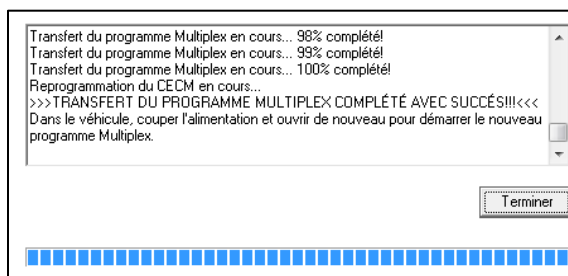 Transfert du programme Multiplex en cours... 98% complété!
Transfert du programme Multiplex en cours... 99% complété!
Transfert du programme Multiplex en cours... 100% complété!
Reprogrammation du CECM en cours...
>>>TRANSFERT DU PROGRAMME MULTIPLEX COMPLÉTÉ AVEC SUCCÉS!!!<<<
Dans le véhicule, couper l'alimentation et ouvrir de nouveau pour démarrer le nouveau
programme Multiplex.
Terminer